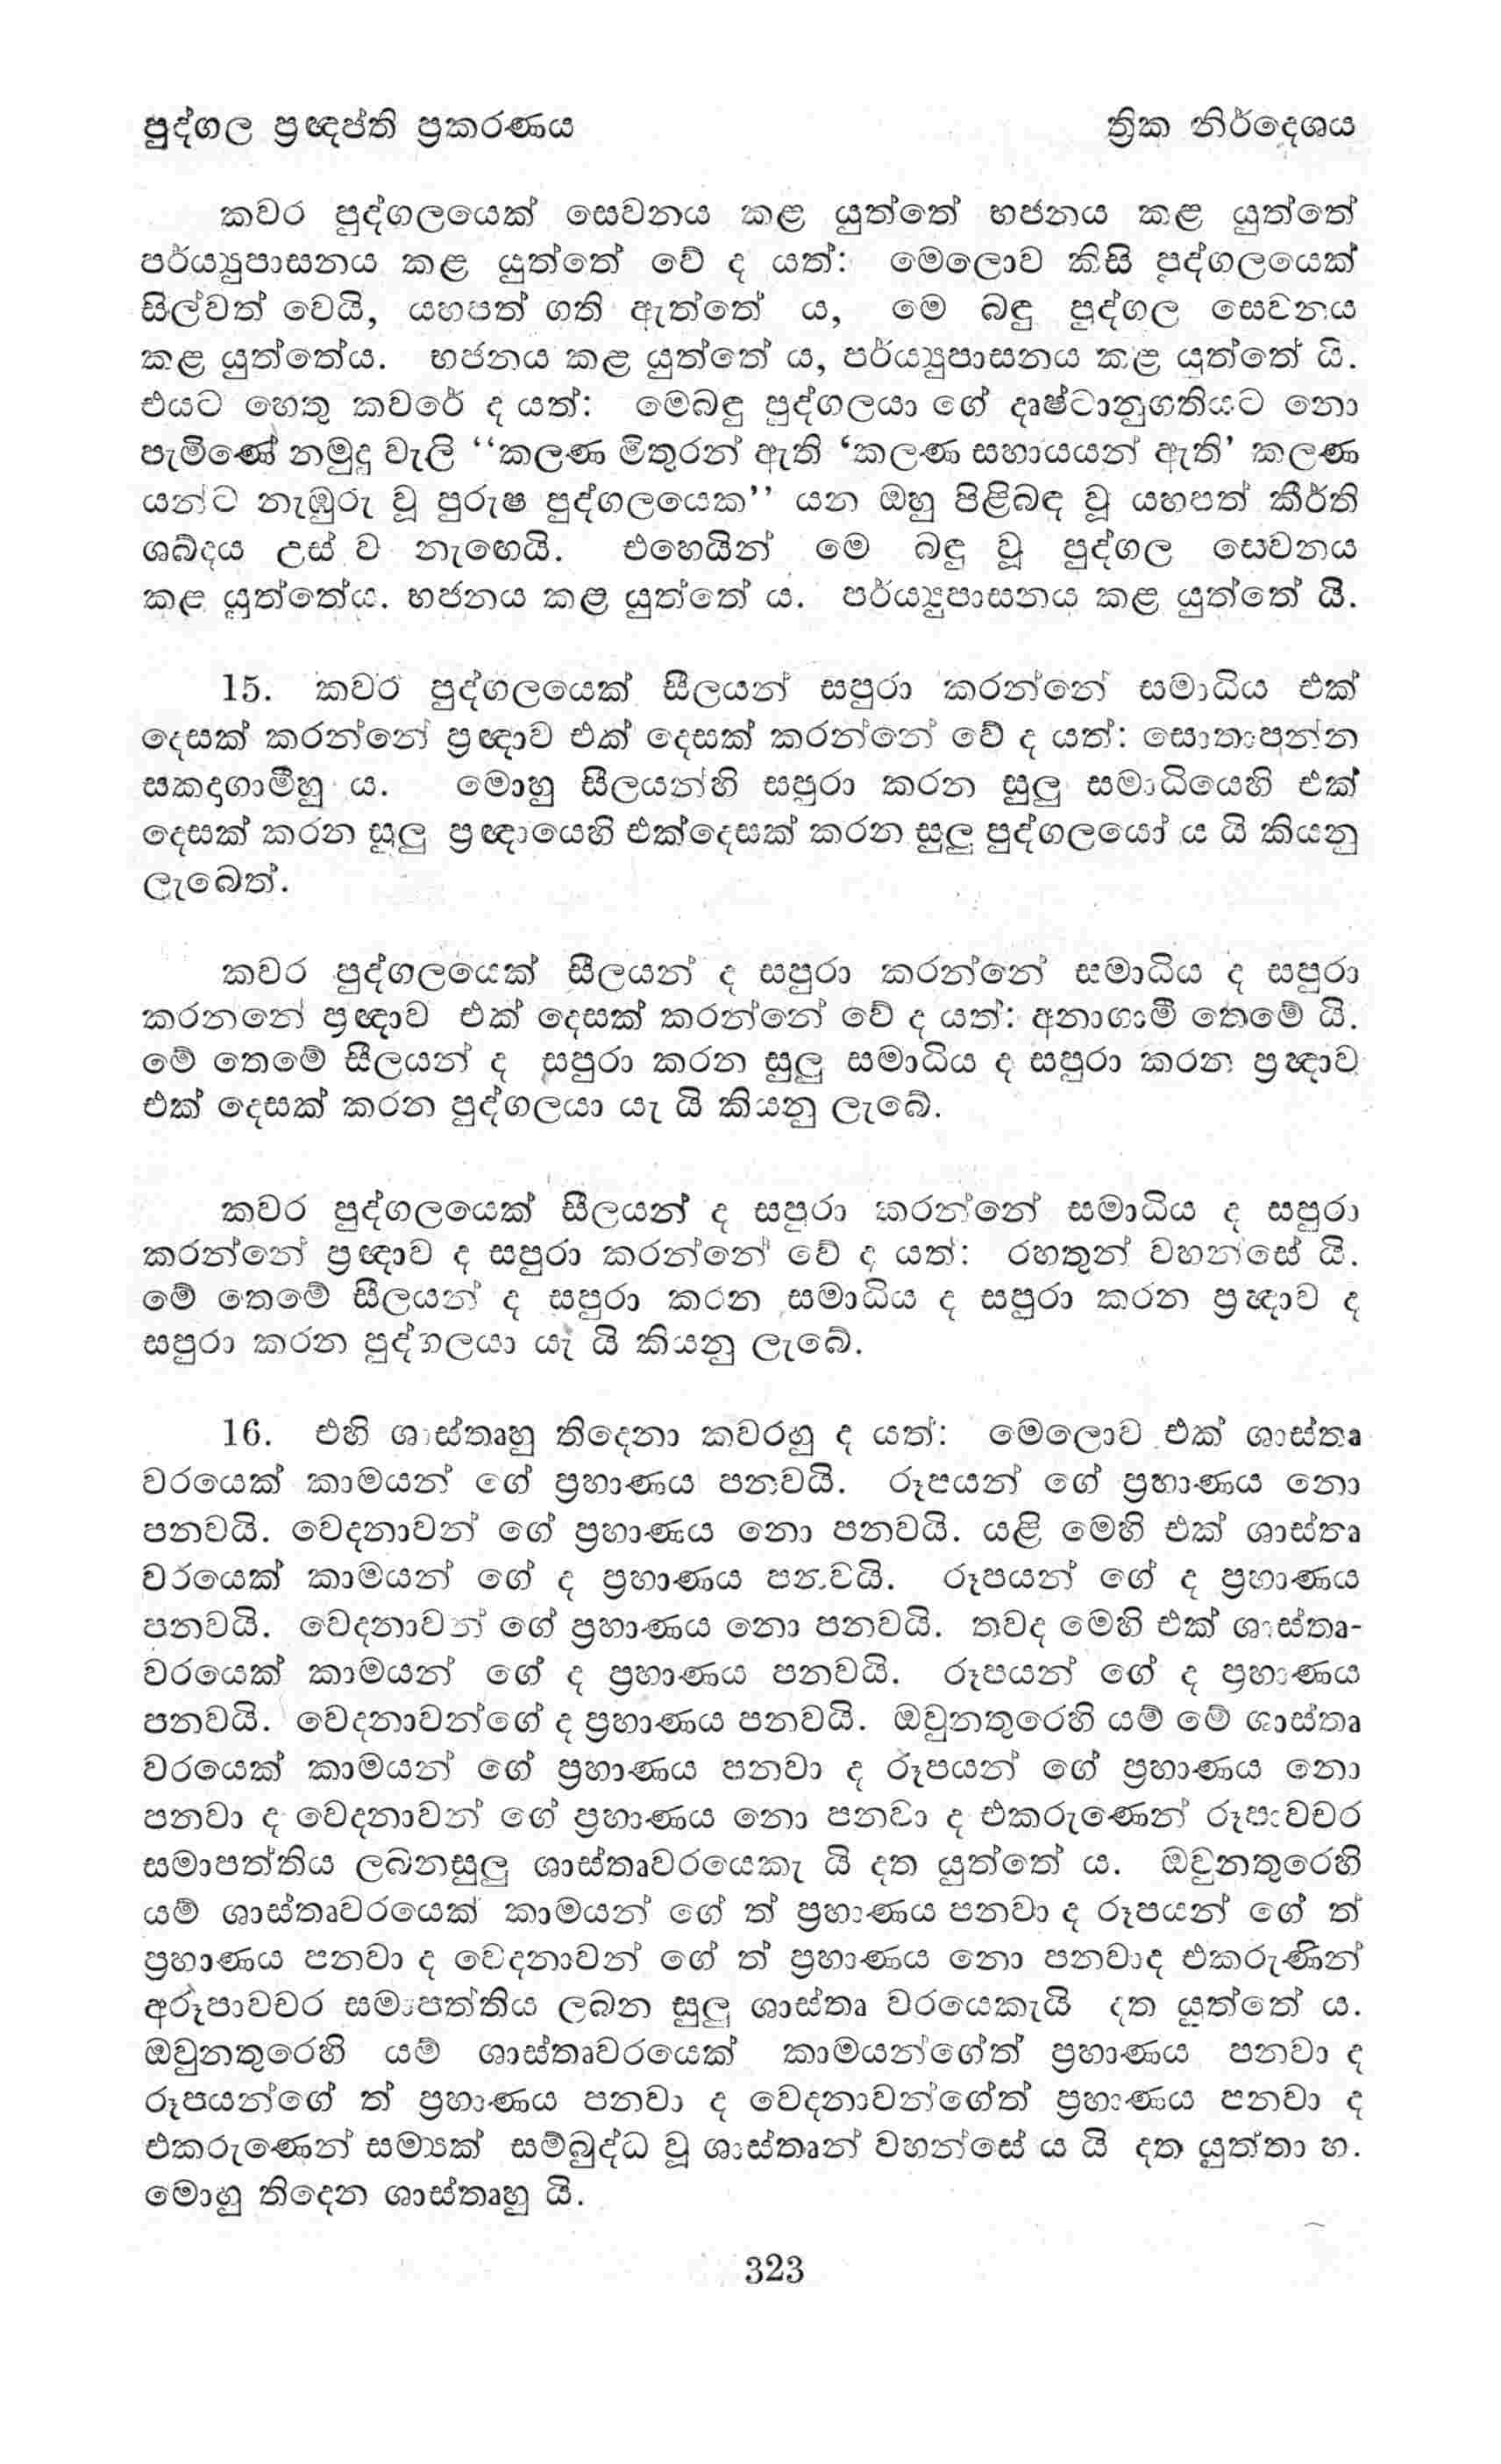 පුද්ගල ප්‍රඥප්ති ප්‍රකරණය
ත්‍රික නිර්දෙශය
කවර පුද්ගලයෙක් සෙවනය කළ යුත්තේ භජනය කළ යුත්තේ
පර්ය්‍යුපාසනය කළ යුත්තේ වේ ද යත්: මෙලොව කිසි පුද්ගලයෙක්
සිල්වත් වෙයි, යහපත් ගති ඇත්තේ ය, මෙ බඳු පුද්ගල සෙවනය
කළ යුත්තේය. භජනය කළ යුත්තේ ය, පර්ය්‍යුපාසනය කළ යුත්තේ යි.
එයට හෙතු කවරේ ද යත්: මෙබඳු පුද්ගලයා ගේ දෘෂ්ටානුගතියට නො
පැමිණේ නමුදු වැලි “කලණ මිතුරන් ඇති ‘කලණ සහායයන් ඇති’ කලණ
යන්ට නැඹුරු වූ පුරුෂ පුද්ගලයෙක” යන ඔහු පිළිබඳ වූ යහපත් කීර්ති
ශබ්දය උස් ව නැඟෙයි. එහෙයින් මෙ බඳු වූ පුද්ගල සෙවනය
කළ යුත්තේය. භජනය කළ යුත්තේ ය. පර්ය්‍යුපාසනය කළ යුත්තේ යි.
15. කවර පුද්ගලයෙක් සීලයන් සපුරා කරන්නේ සමාධිය එක්
දෙසක් කරන්නේ ප්‍රඥාව එක් දෙසක් කරන්නේ වේ ද යත්: සොතාපන්න
සකදාගාමීහු ය. මොහු සීලයන්හි සපුරා කරන සුලු සමාධියෙහි එක්
දෙසක් කරන සුලු ප්‍රඥායෙහි එක්දෙසක් කරන සුලු පුද්ගලයෝ ය යි කියනු
ලැබෙත්.
කවර පුද්ගලයෙක් සීලයන් ද සපුරා කරන්නේ සමාධිය ද සපුරා
කරනනේ ප්‍රඥාව එක් දෙසක් කරන්නේ වේ ද යත්: අනාගාමී තෙමේ යි.
මේ තෙමේ සීලයන් ද සපුරා කරන සුලු සමාධිය ද සපුරා කරන ප්‍රඥාව
එක් දෙසක් කරන පුද්ගලයා යැ යි කියනු ලැබේ.
කවර පුද්ගලයෙක් සීලයන් ද සපුරා කරන්නේ සමාධිය ද සපුරා
කරන්නේ ප්‍රඥාව ද සපුරා කරන්නේ වේ ද යත්: රහතුන් වහන්සේ යි.
මේ තෙමේ සීලයන් ද සපුරා කරන සමාධිය ද සපුරා කරන ප්‍රඥාව ද
සපුරා කරන පුද්ගලයා යැ යි කියනු ලැබේ.
16. එහි ශාස්තෘහු තිදෙනා කවරහු ද යත්: මෙලොව එක් ශාස්තෘ
වරයෙක් කාමයන් ගේ ප්‍රහාණය පනවයි. රූපයන් ගේ ප්‍රහාණය නො
පනවයි. වෙදනාවන් ගේ ප්‍රහාණය නො පනවයි. යළි මෙහි එක් ශාස්තෘ
වරයෙක් කාමයන් ගේ ද ප්‍රහාණය පනවයි. රූපයන් ගේ ද ප්‍රහාණය
පනවයි. වෙදනාවන් ගේ ප්‍රහාණය නො පනවයි. තවද මෙහි එක් ශාස්තෘ-
වරයෙක් කාමයන් ගේ ද ප්‍රහාණය පනවයි. රූපයන් ගේ ද ප්‍රහාණය
පනවයි. වෙදනාවන්ගේ ද ප්‍රහාණය පනවයි. ඔවුනතුරෙහි යම් මේ ශාස්තෘ
වරයෙක් කාමයන් ගේ ප්‍රහාණය පනවා ද රූපයන් ගේ ප්‍රහාණය නො
පනවා ද වෙදනාවන් ගේ ප්‍රහාණය නො පනවා ද එකරුණෙන් රූපාවචර
සමාපත්තිය ලබනසුලු ශාස්තෘවරයෙකැ යි දත යුත්තේ ය. ඔවුනතුරෙහි
යම් ශාස්තෘවරයෙක් කාමයන් ගේ ත් ප්‍රහාණය පනවා ද රූපයන් ගේ ත්
ප්‍රහාණය පනවා ද වෙදනාවන් ගේ ත් ප්‍රහාණය නො පනවාද එකරුණින්
අරූපාවචර සමාපත්තිය ලබන සුලු ශාස්තෘ වරයෙකැයි දත යුත්තේ ය.
ඔවුනතුරෙහි යම් ශාස්තෘවරයෙක් කාමයන්ගේත් ප්‍රහාණය පනවා ද
රූපයන්ගේ ත් ප්‍රහාණය පනවා ද වෙදනාවන්ගේත් ප්‍රහාණය පනවා ද
එකරුණෙන් සම්‍යක් සම්බුද්ධ වූ ශාස්තෘන් වහන්සේ ය යි දත යුත්තා හ.
මොහු තිදෙන ශාස්තෘහු යි.
323